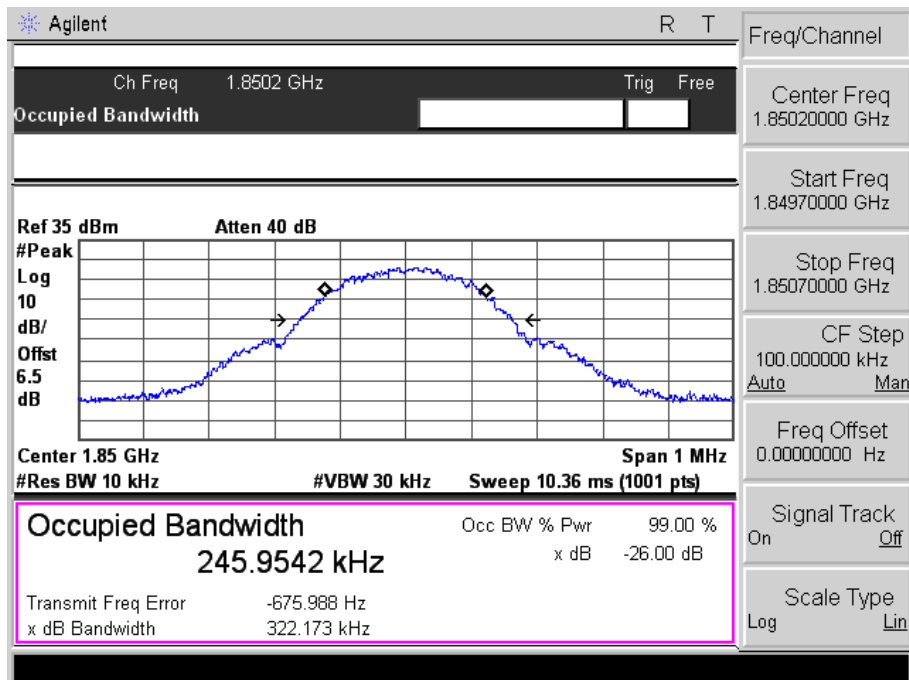 Agilent R T
Ch Freq 1.8502 GHz Trig Free
Occupied Bandwidth
Ref 35 dBm Atten 40 dB
#Peak
Log
10
dB/
Offst
6.5
dB
Center 1.85 GHz Span 1 MHz
#Res BW 10 kHz #VBW 30 kHz Sweep 10.36 ms (1001 pts)
Occupied Bandwidth
245.9542 kHz
Occ BW % Pwr 99.00 %
x dB -26.00 dB
Transmit Freq Error -675.988 Hz
x dB Bandwidth 322.173 kHz
Freq/Channel
Center Freq
1.85020000 GHz
Start Freq
1.84970000 GHz
Stop Freq
1.85070000 GHz
CF Step
100.000000 kHz
Auto Man
Freq Offset
0.00000000 Hz
Signal Track
On Off
Scale Type
Log Lin